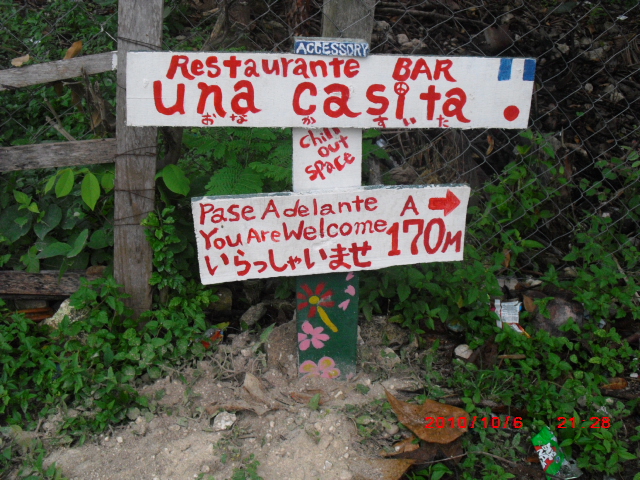 ACCESSORY
Restaurante BAR
una casita
おなかすいた
chill
out
space
Pase Adelante A
You Are Welcome 170M
いらっしゃいませ
2010/10/6 21:28